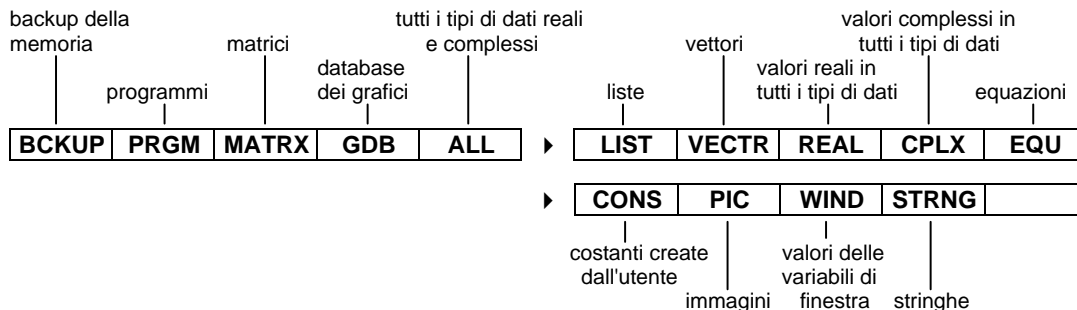 backup della
memoria
programmi
matrici
database
dei grafici
tutti i tipi di dati reali
e complessi
liste
vettori
valori reali in
tutti i tipi di dati
valori complessi in
tutti i tipi di dati
equazioni
BCKUP PRGM MATRX GDB ALL LIST VECTR REAL CPLX EQU
CONS PIC WIND STRNG
costanti create
dall'utente
immagini
valori delle
variabili di
finestra
stringhe